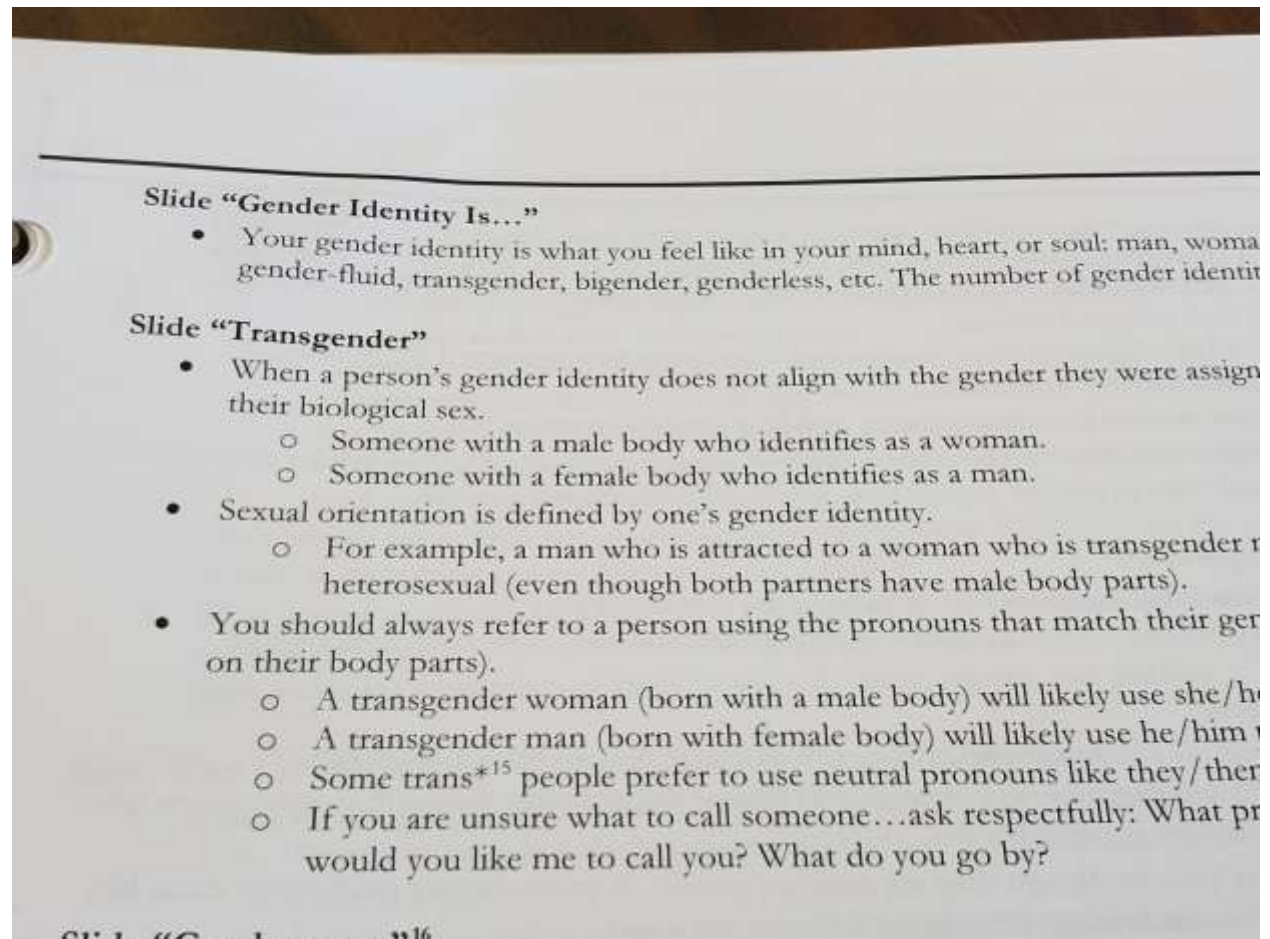 Slide “Gender Identity Is…”
• Your gender identity is what you feel like in your mind, heart, or soul: man, woma
gender-fluid, transgender, bigender, genderless, etc. The number of gender identit
Slide “Transgender”
• When a person’s gender identity does not align with the gender they were assign
their biological sex.
○ Someone with a male body who identifies as a woman.
○ Someone with a female body who identifies as a man.
• Sexual orientation is defined by one’s gender identity.
○ For example, a man who is attracted to a woman who is transgender
heterosexual (even though both partners have male body parts).
• You should always refer to a person using the pronouns that match their
on their body parts).
○ A transgender woman (born with a male body) will likely use she/h
○ A transgender man (born with female body) will likely use he/him
○ Some trans*15 people prefer to use neutral pronouns like they/the
○ If you are unsure what to call someone…ask respectfully: What pr
would you like me to call you? What do you go by?